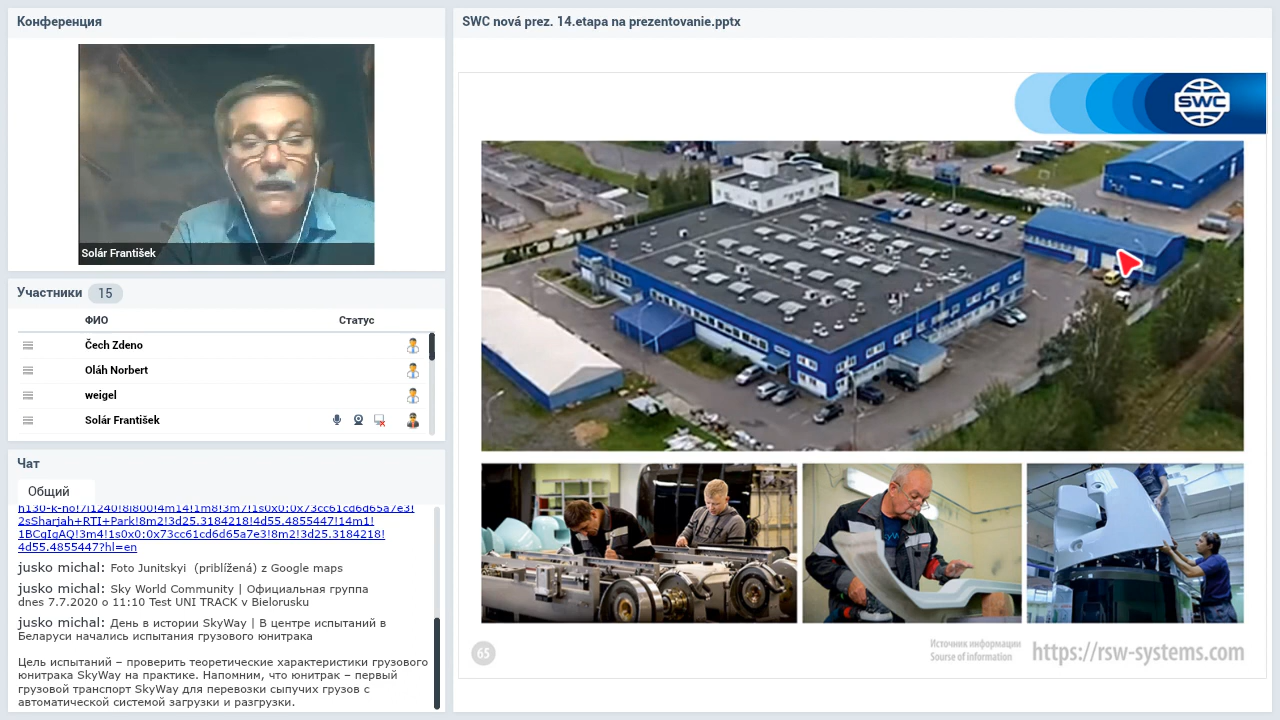 Конференция
Solár František
Участники 15
ФИО Статус
Čech Zdeno
Oláh Norbert
weigel
Solár František
Чат
Общий
2sSharjah+RTI+Park!8m2!3d25.3184218!4d55.4855447!14m1!
1BCgIgAQ!3m4!1s0x0:0x73cc61cd6d65a7e3!8m2!3d25.3184218!
4d55.4855447?hl=en
jusko michal: Foto Junitskyi (priblížená) z Google maps
jusko michal: Sky World Community | Официальная группа
dnes 7.7.2020 o 11:10 Test UNI TRACK v Bielorusku
jusko michal: День в истории SkyWay | В центре испытаний в
Беларуси начались испытания грузового юнитрака
Цель испытаний – проверить теоретические характеристики грузового
юнитрака SkyWay на практике. Напомним, что юнитрак – первый
грузовой транспорт SkyWay для перевозки сыпучих грузов с
автоматической системой загрузки и разгрузки.
SWC nová prez. 14.etapa na prezentovanie.pptx
SWC
65
Источник информации
Sourse of information
https://rsw-systems.com